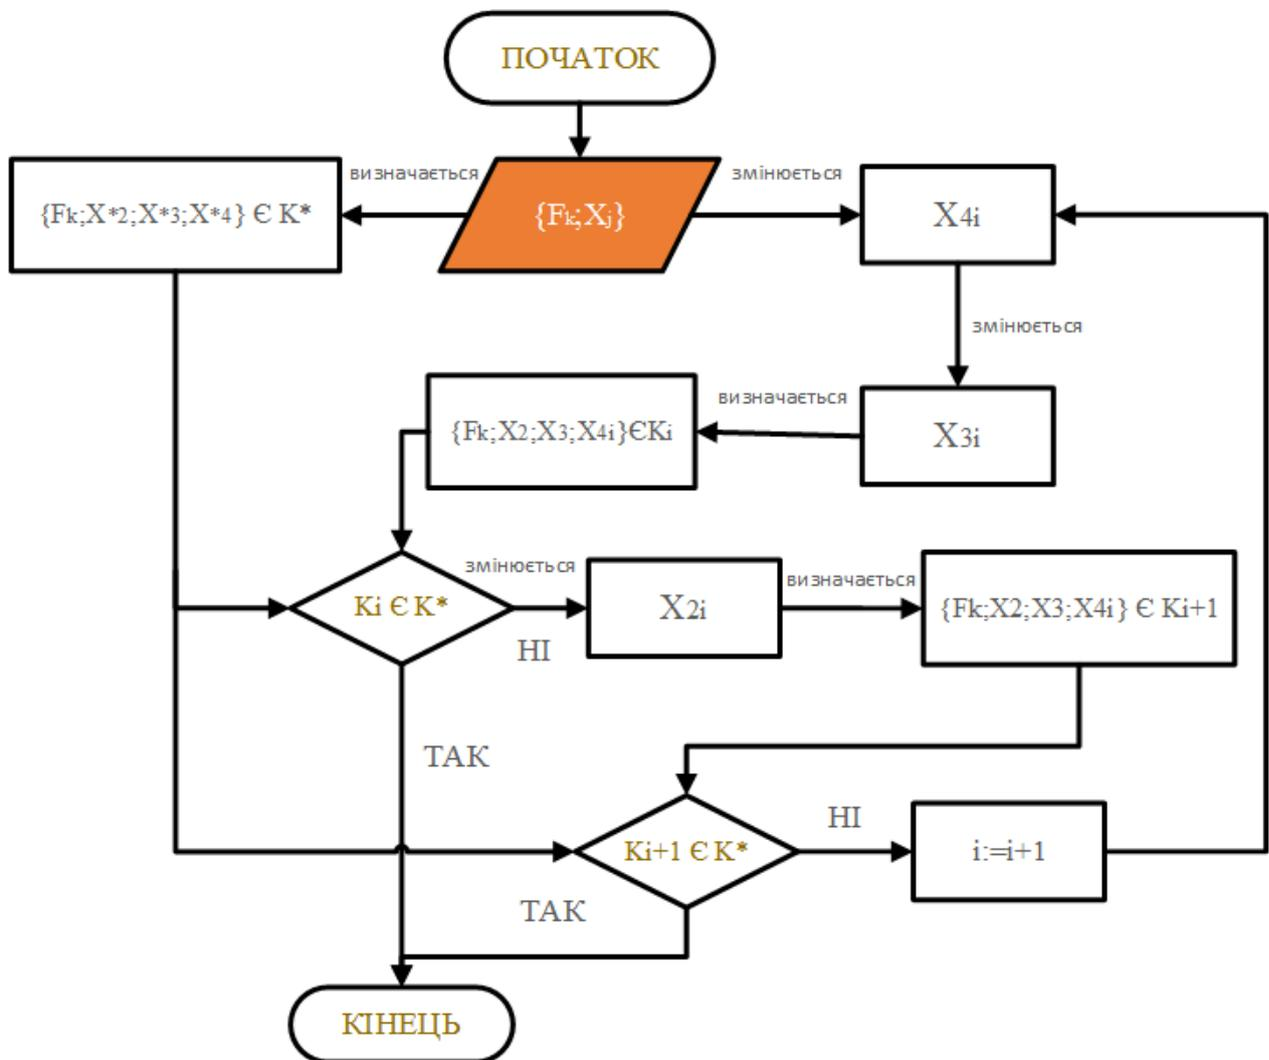 ПОЧАТОК
визначається
змінюється
{Fk;X*2;X*3;X*4} Є K*
{Fk;Xj}
X4i
змінюється
визначається
{Fk;X2;X3;X4i}ЄKi
X3i
змінюється
визначається
Ki Є K*
X2i
{Fk;X2;X3;X4i} Є Ki+1
НІ
ТАК
НІ
Ki+1 Є K*
i:=i+1
ТАК
КІНЕЦЬ